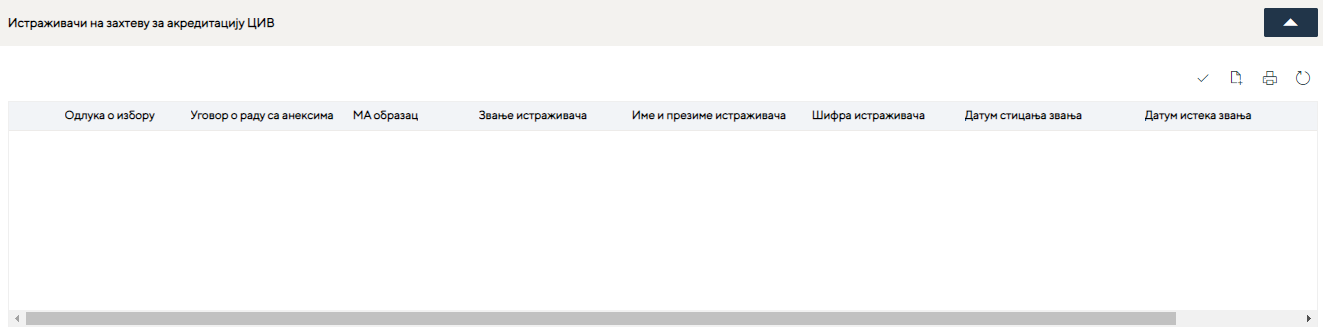 Истраживачи на захтеву за акредитацију ЦИВ
Одлука о избору Уговор о раду са анексима МА образац Звање истраживача Име и презиме истраживача Шифра истраживача Датум стицања звања Датум истека звања